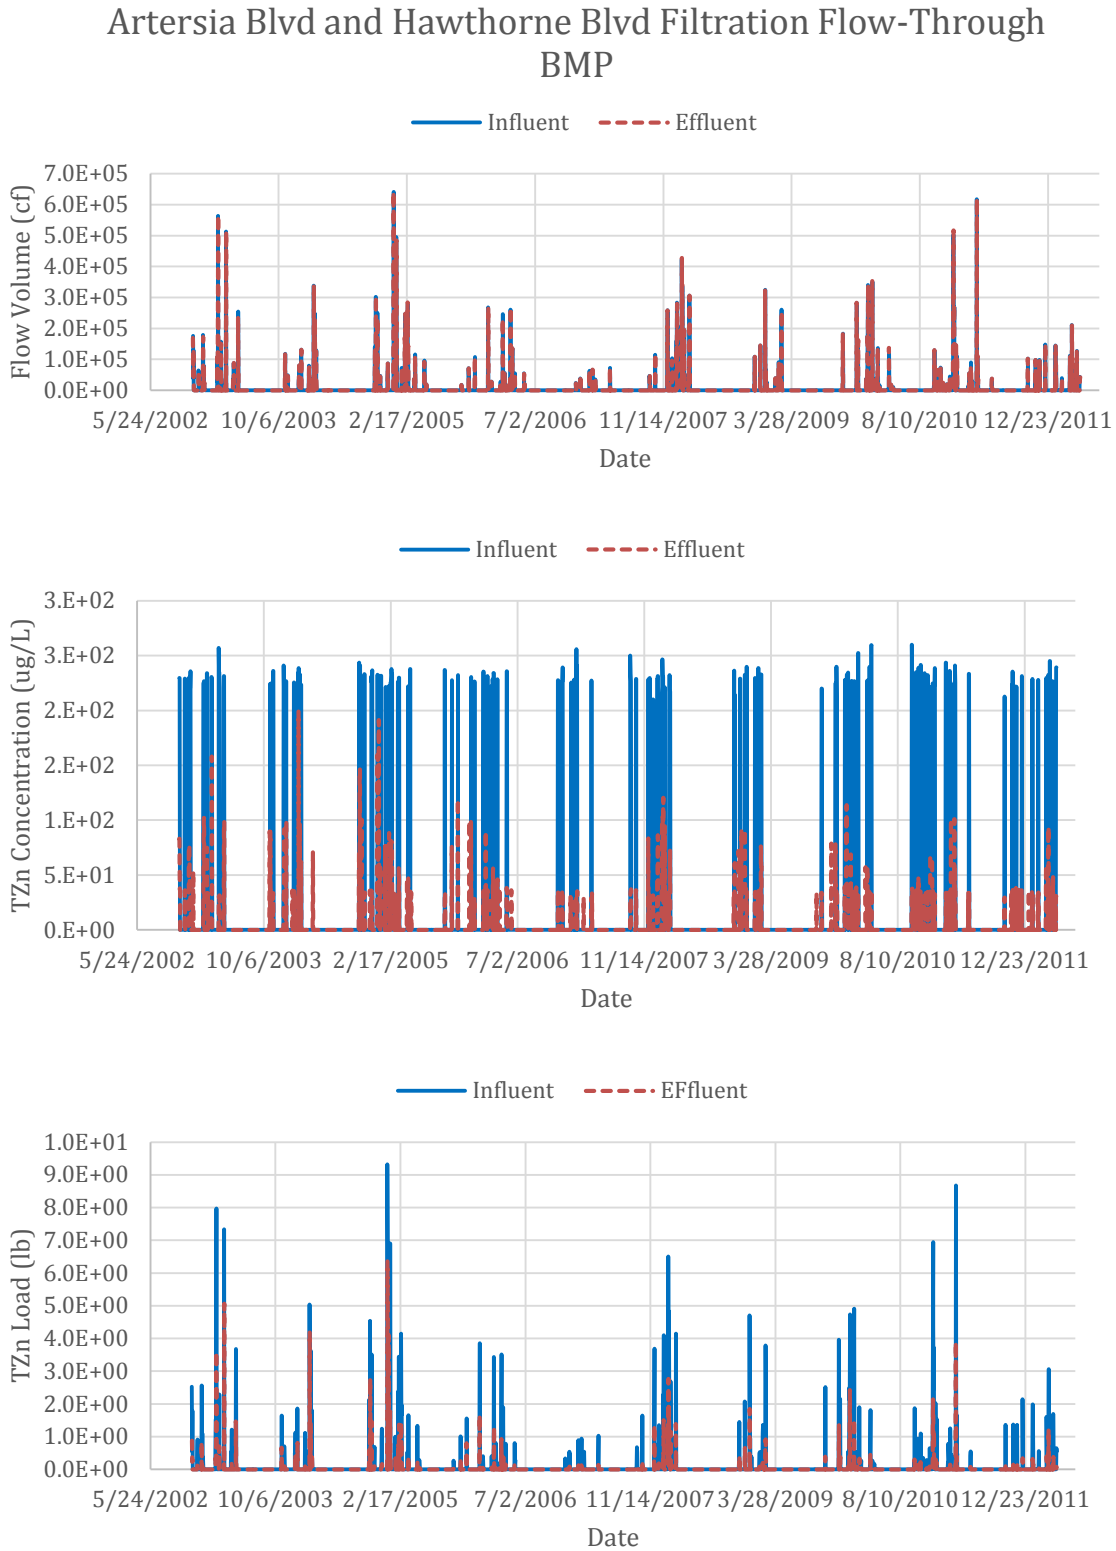 Artersia Blvd and Hawthorne Blvd Filtration Flow-Through
BMP
Influent Effluent
7.0E+05
6.0E+05
5.0E+05
4.0E+05
3.0E+05
2.0E+05
1.0E+05
0.0E+00
Flow Volume (cf)
5/24/2002 10/6/2003 2/17/2005 7/2/2006 11/14/2007 3/28/2009 8/10/2010 12/23/2011
Date
Influent Effluent
3.E+02
3.E+02
2.E+02
2.E+02
1.E+02
5.E+01
0.E+00
TZn Concentration (ug/L)
5/24/2002 10/6/2003 2/17/2005 7/2/2006 11/14/2007 3/28/2009 8/10/2010 12/23/2011
Date
Influent EFfluent
1.0E+01
9.0E+00
8.0E+00
7.0E+00
6.0E+00
5.0E+00
4.0E+00
3.0E+00
2.0E+00
1.0E+00
0.0E+00
TZn Load (lb)
5/24/2002 10/6/2003 2/17/2005 7/2/2006 11/14/2007 3/28/2009 8/10/2010 12/23/2011
Date